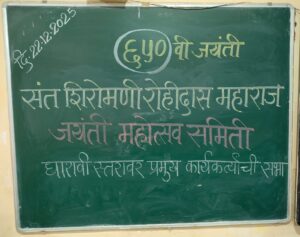 दि. 22.12.2025
६५० वी जयंती
संत शिरोमणी रोहीदास महाराज
जयंती महोत्सव समिती
धारावी स्तरावर प्रमुख कार्यकर्त्यांची सभा